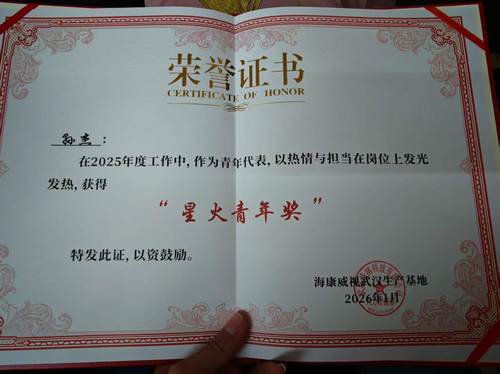 荣誉证书
CERTIFICATE OF HONOR
孙杰：
在2025年度工作中，作为青年代表，以热情与担当在岗位上发光
发热，获得
“星火青年奖”
特发此证，以资鼓励。
海康威视武汉生产基地
2026年1月